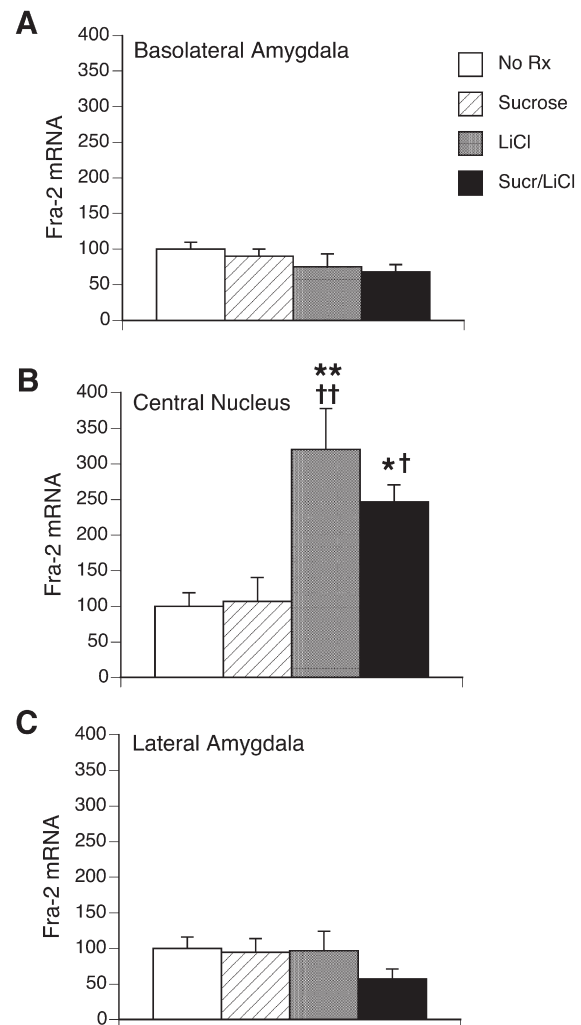 A
Basolateral Amygdala
Fra-2 mRNA
400
350
300
250
200
150
100
50
0
No Rx
Sucrose
LiCl
Sucr/LiCl
B
Central Nucleus
Fra-2 mRNA
400
350
300
250
200
150
100
50
0
**
††
*†
C
Lateral Amygdala
Fra-2 mRNA
400
350
300
250
200
150
100
50
0